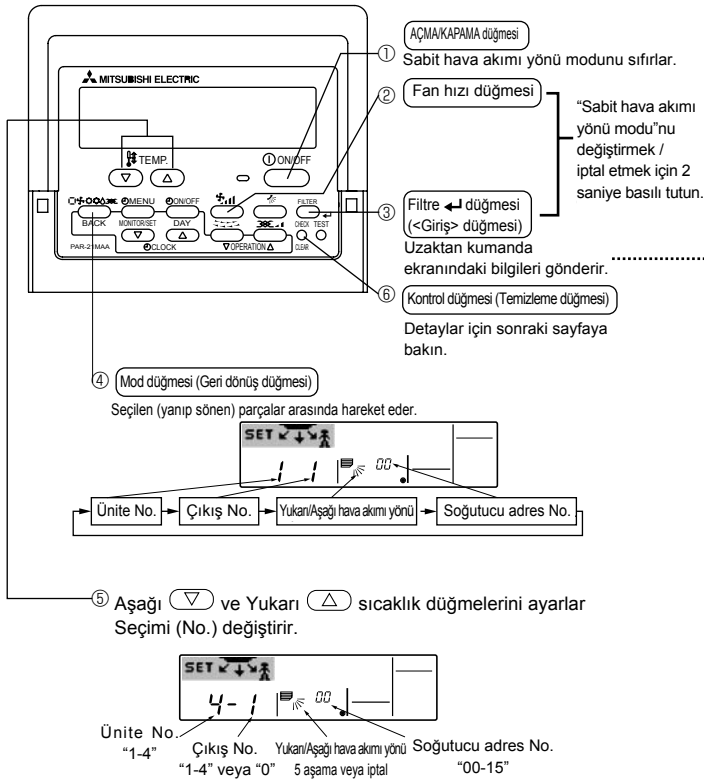 AÇMA/KAPAMA düğmesi
① Sabit hava akımı yönü modunu sıfırlar.
② Fan hızı düğmesi
"Sabit hava akımı
yönü modu"nu
değiştirmek /
iptal etmek için 2
saniye basılı tutun.
③ Filtre ↵ düğmesi
(<Giriş> düğmesi)
Uzaktan kumanda
ekranındaki bilgileri gönderir.
⑥ Kontrol düğmesi (Temizleme düğmesi)
Detaylar için sonraki sayfaya
bakın.
MITSUBISHI ELECTRIC
TEMP.
ON/OFF
MENU ON/OFF FILTER
BACK MONITOR/SET DAY CHECK TEST
PAR-21MAA CLOCK ▽OPERATION△ CLEAR
④ Mod düğmesi (Geri dönüş düğmesi)
Seçilen (yanıp sönen) parçalar arasında hareket eder.
SET
1 1 00
Ünite No. Çıkış No. Yukarı/Aşağı hava akımı yönü Soğutucu adres No.
⑤ Aşağı ▽ ve Yukarı △ sıcaklık düğmelerini ayarlar
Seçimi (No.) değiştirir.
SET
4-1 00
Ünite No.
"1-4"
Çıkış No.
"1-4" veya "0"
Yukarı/Aşağı hava akımı yönü
5 aşama veya iptal
Soğutucu adres No.
"00-15"